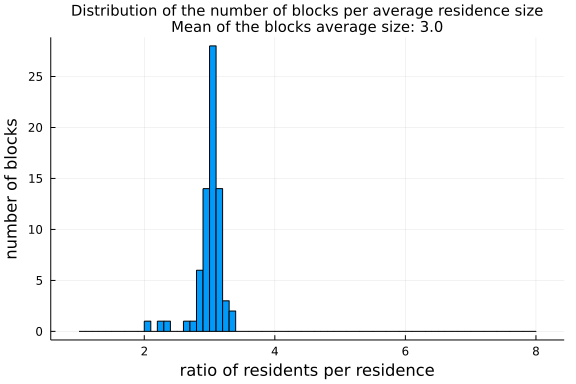 Distribution of the number of blocks per average residence size
Mean of the blocks average size: 3.0
25
20
15
10
5
0
number of blocks
2
4
6
8
ratio of residents per residence